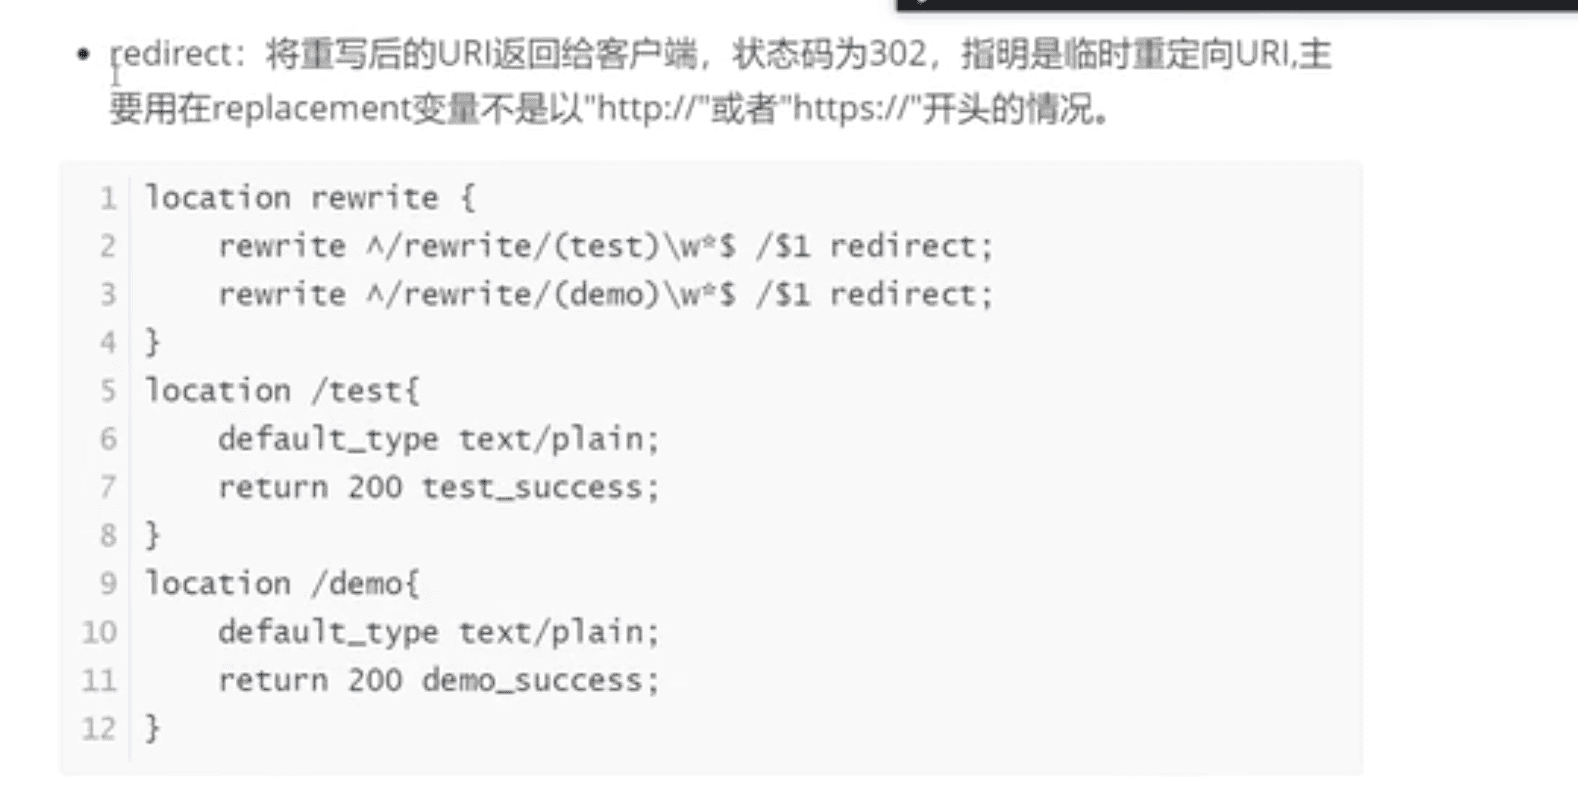 redirect：将重写后的URI返回给客户端，状态码为302，指明是临时重定向URI,主
要用在replacement变量不是以"http://"或者"https://"开头的情况。
1 location rewrite {
2     rewrite ^/rewrite/(test)\w*$ /$1 redirect;
3     rewrite ^/rewrite/(demo)\w*$ /$1 redirect;
4 }
5 location /test{
6     default_type text/plain;
7     return 200 test_success;
8 }
9 location /demo{
10     default_type text/plain;
11     return 200 demo_success;
12 }